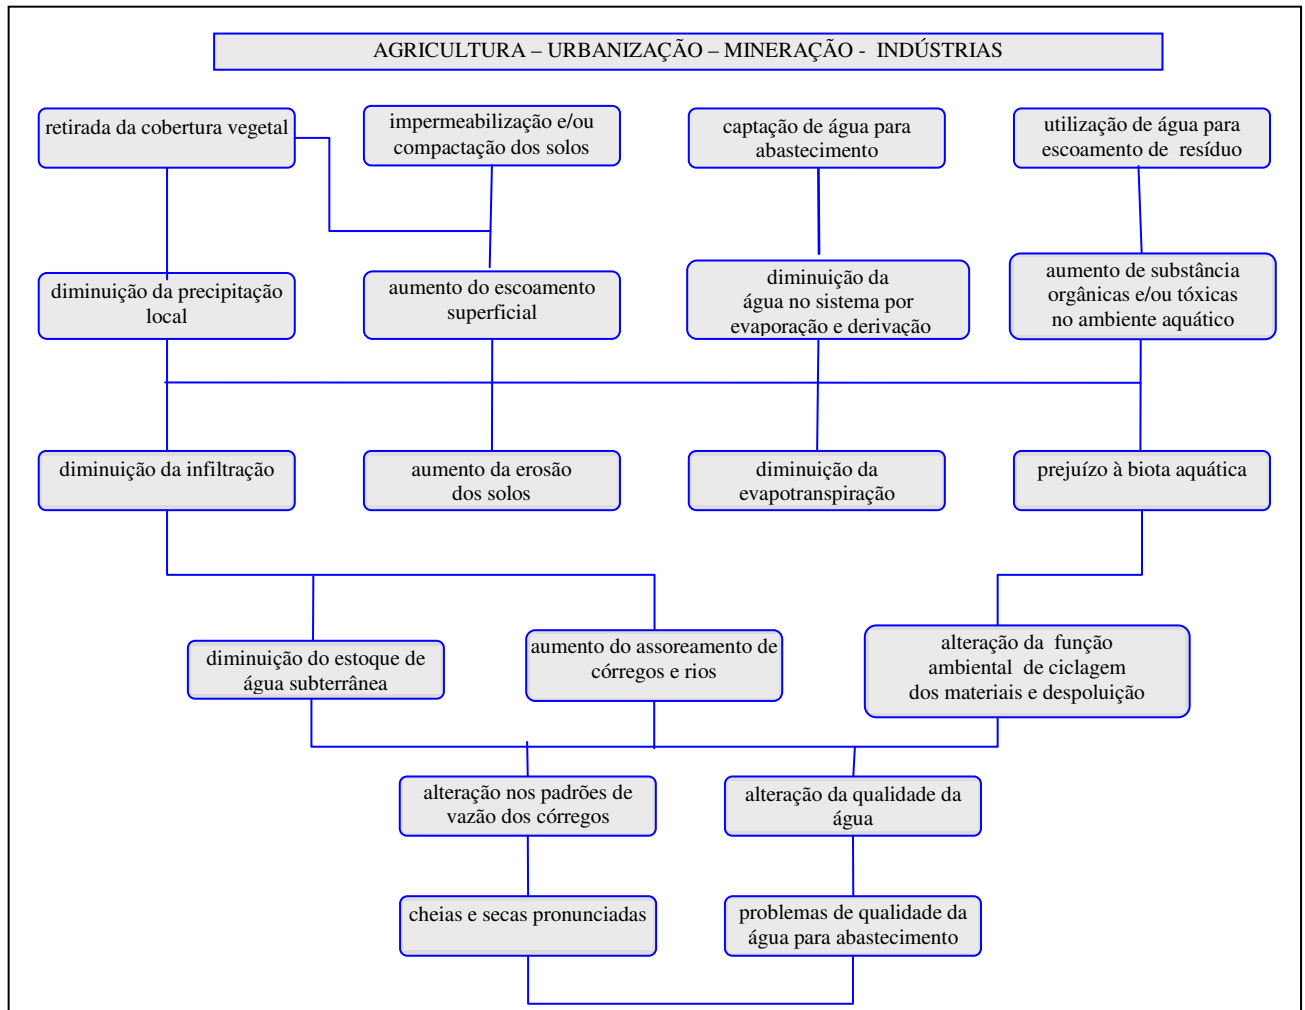 AGRICULTURA – URBANIZAÇÃO – MINERAÇÃO - INDÚSTRIAS
retirada da cobertura vegetal
impermeabilização e/ou
compactação dos solos
captação de água para
abastecimento
utilização de água para
escoamento de resíduo
diminuição da precipitação
local
aumento do escoamento
superficial
diminuição da
água no sistema por
evaporação e derivação
aumento de substância
orgânicas e/ou tóxicas
no ambiente aquático
diminuição da infiltração
aumento da erosão
dos solos
diminuição da
evapotranspiração
prejuízo à biota aquática
diminuição do estoque de
água subterrânea
aumento do assoreamento de
córregos e rios
alteração da função
ambiental de ciclagem
dos materiais e despoluição
alteração nos padrões de
vazão dos córregos
alteração da qualidade da
água
cheias e secas pronunciadas
problemas de qualidade da
água para abastecimento